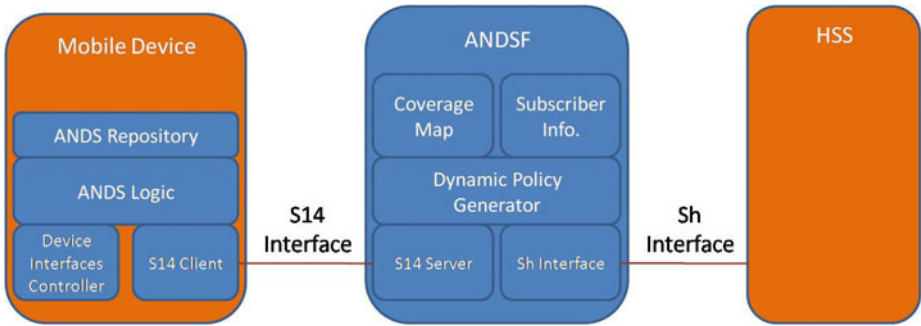 Mobile Device
ANDS Repository
ANDS Logic
Device
Interfaces
Controller
S14 Client
S14
Interface
ANDSF
Coverage
Map
Subscriber
Info.
Dynamic Policy
Generator
S14 Server
Sh Interface
Sh
Interface
HSS